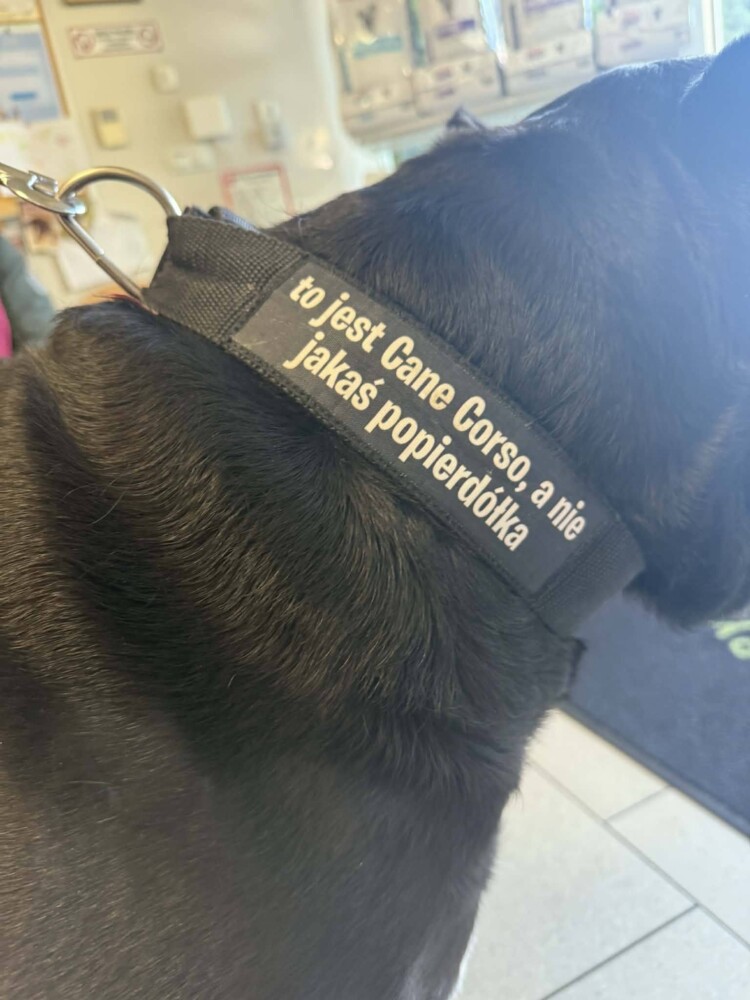 to jest Cane Corso, a nie
jakaś popierdółka